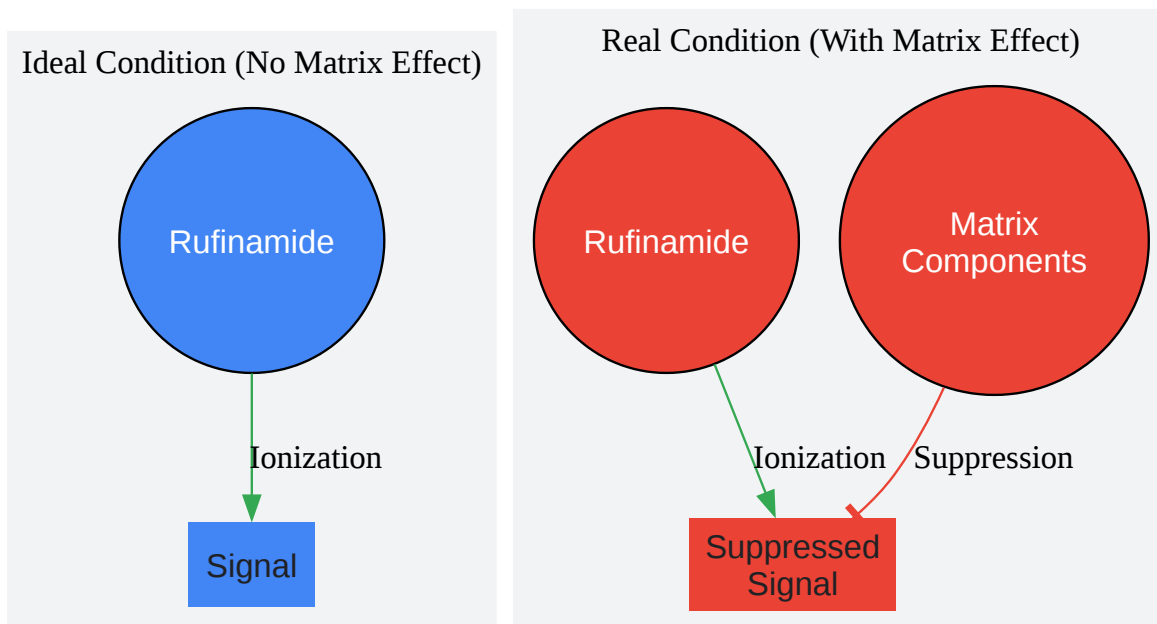 Ideal Condition (No Matrix Effect)
Rufinamide
Ionization
Signal
Real Condition (With Matrix Effect)
Rufinamide
Matrix
Components
Ionization
Suppression
Suppressed
Signal